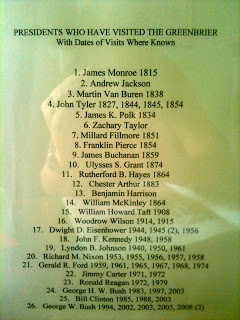 PRESIDENTS WHO HAVE VISITED THE GREENBRIER
With Dates of Visits Where Known
1. James Monroe 1815
2. Andrew Jackson
3. Martin Van Buren 1838
4. John Tyler 1827, 1844, 1845, 1854
5. James K. Polk 1834
6. Zachary Taylor
7. Millard Fillmore 1851
8. Franklin Pierce 1854
9. James Buchanan 1859
10. Ulysses S. Grant 1874
11. Rutherford B. Hayes 1864
12. Chester Arthur 1883
13. Benjamin Harrison
14. William McKinley 1864
15. William Howard Taft 1908
16. Woodrow Wilson 1914, 1915
17. Dwight D. Eisenhower 1944, 1945 (2), 1956
18. John F. Kennedy 1948, 1958
19. Lyndon B. Johnson 1940, 1950, 1961
20. Richard M. Nixon 1953, 1955, 1956, 1957, 1958
21. Gerald R. Ford 1959, 1961, 1965, 1967, 1968, 1974
22. Jimmy Carter 1971, 1972
23. Ronald Reagan 1972, 1979
24. George H. W. Bush 1983, 1997, 2003
25. Bill Clinton 1985, 1988, 2003
26. George W. Bush 1994, 2002, 2003, 2005, 2008 (2)